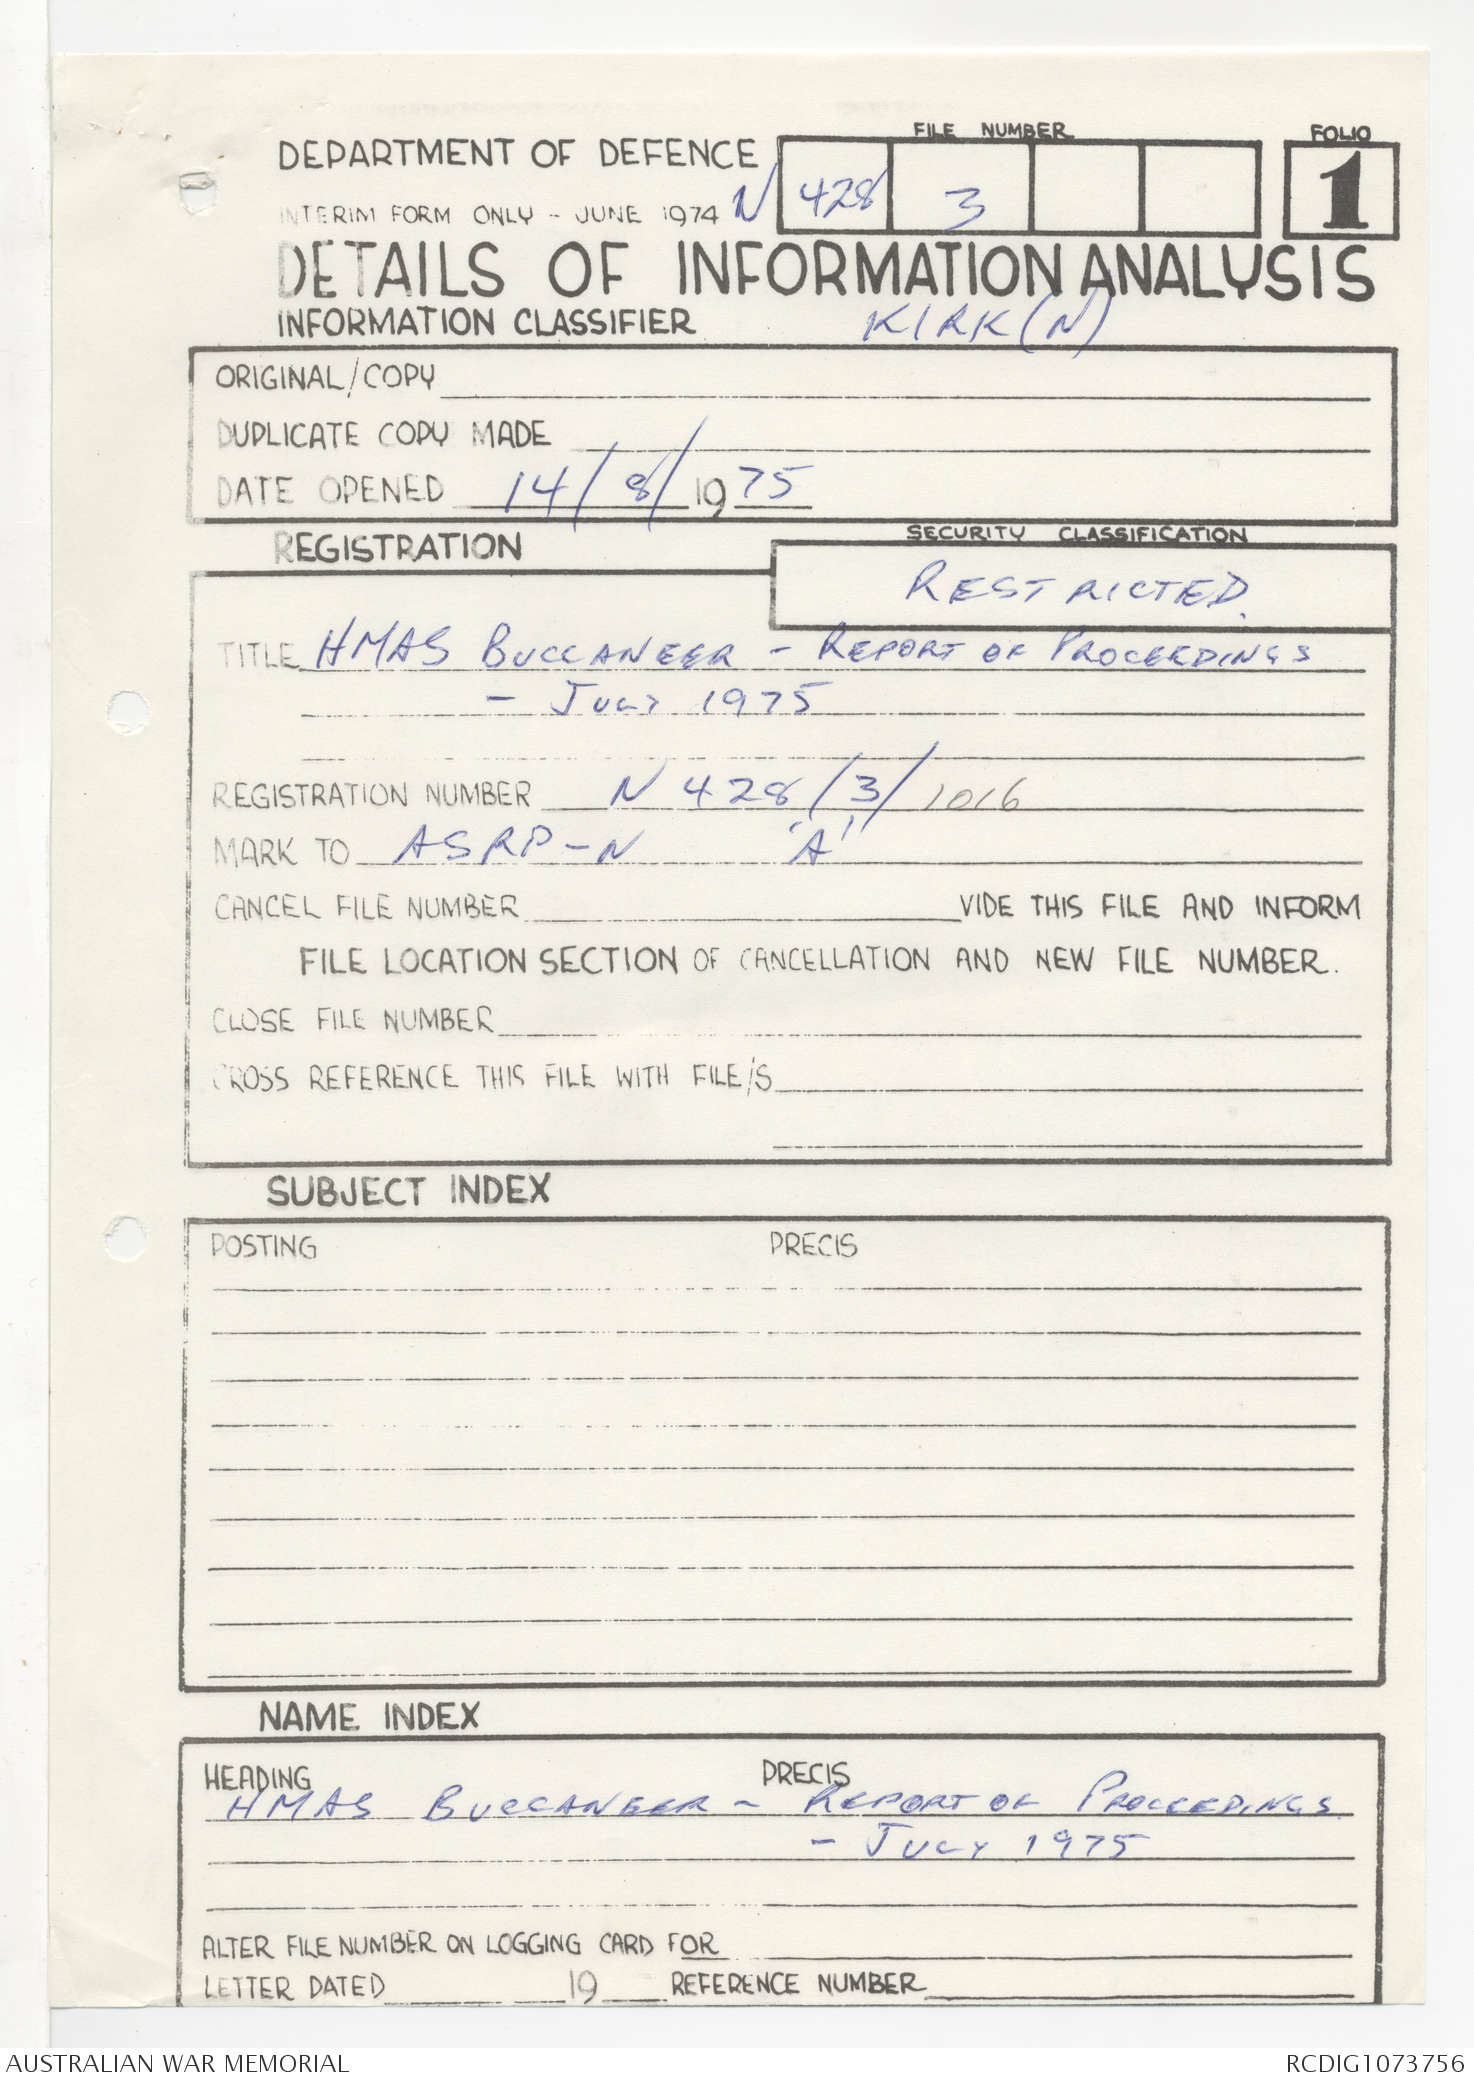 FILE NUMBER
FOLIO
DEPARTMENT OF DEFENCE
N 428 3
1
INTERIM FORM ONLY - JUNE 1974
DETAILS OF INFORMATION ANALYSIS
INFORMATION CLASSIFIER KIRK (N)
ORIGINAL/COPY
DUPLICATE COPY MADE
DATE OPENED 14/8/1975
REGISTRATION
SECURITY CLASSIFICATION
RESTRICTED.
TITLE HMAS BUCCANEER - REPORT OF PROCEEDINGS
- JULY 1975
REGISTRATION NUMBER N 428/3/1016
MARK TO ASRP-N 'A'
CANCEL FILE NUMBER VIDE THIS FILE AND INFORM
FILE LOCATION SECTION OF CANCELLATION AND NEW FILE NUMBER.
CLOSE FILE NUMBER
CROSS REFERENCE THIS FILE WITH FILE/S
SUBJECT INDEX
POSTING PRECIS
NAME INDEX
HEADING PRECIS
HMAS BUCCANEER - REPORT OF PROCEEDINGS
- JULY 1975
ALTER FILE NUMBER ON LOGGING CARD FOR
LETTER DATED 19 REFERENCE NUMBER
AUSTRALIAN WAR MEMORIAL
RCDIG1073756